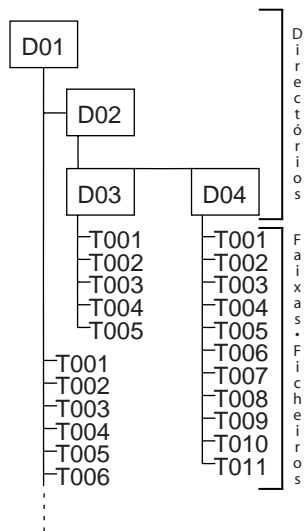 D01
D02
D03
D04
T001
T002
T003
T004
T005
T001
T002
T003
T004
T005
T006
T007
T008
T009
T010
T011
T001
T002
T003
T004
T005
T006
Directórios
Faixas・Ficheiros